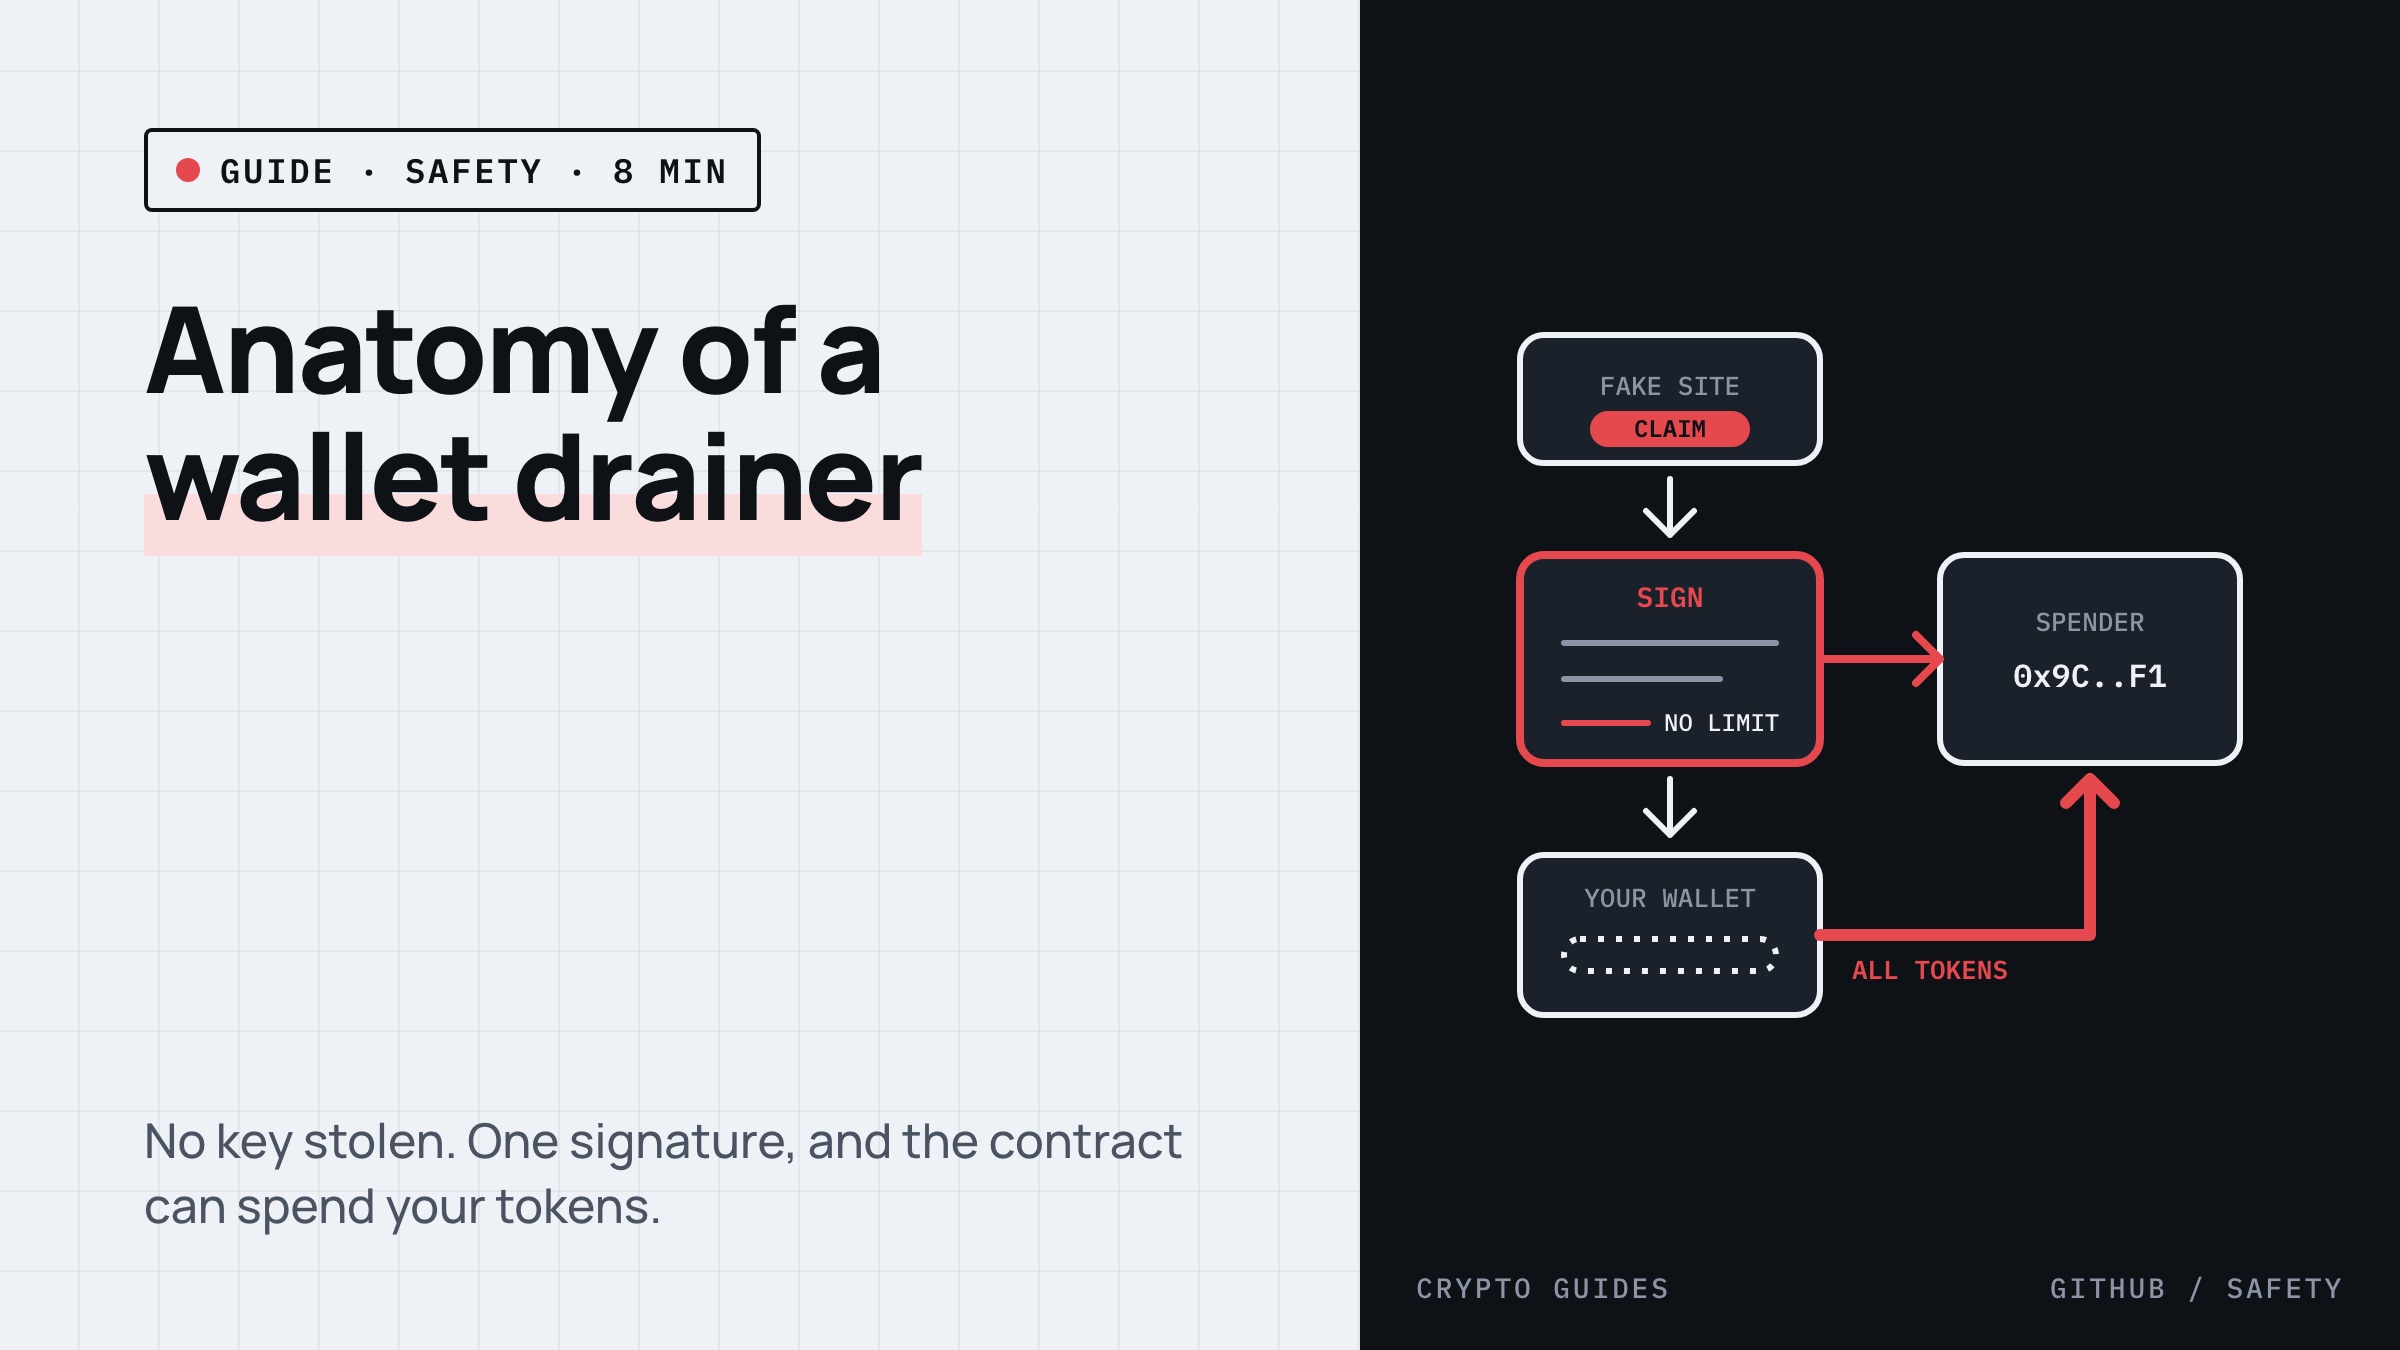 GUIDE · SAFETY · 8 MIN
Anatomy of a
wallet drainer
No key stolen. One signature, and the contract
can spend your tokens.
FAKE SITE
CLAIM
SIGN
NO LIMIT
SPENDER
0x9C..F1
YOUR WALLET
ALL TOKENS
CRYPTO GUIDES
GITHUB / SAFETY